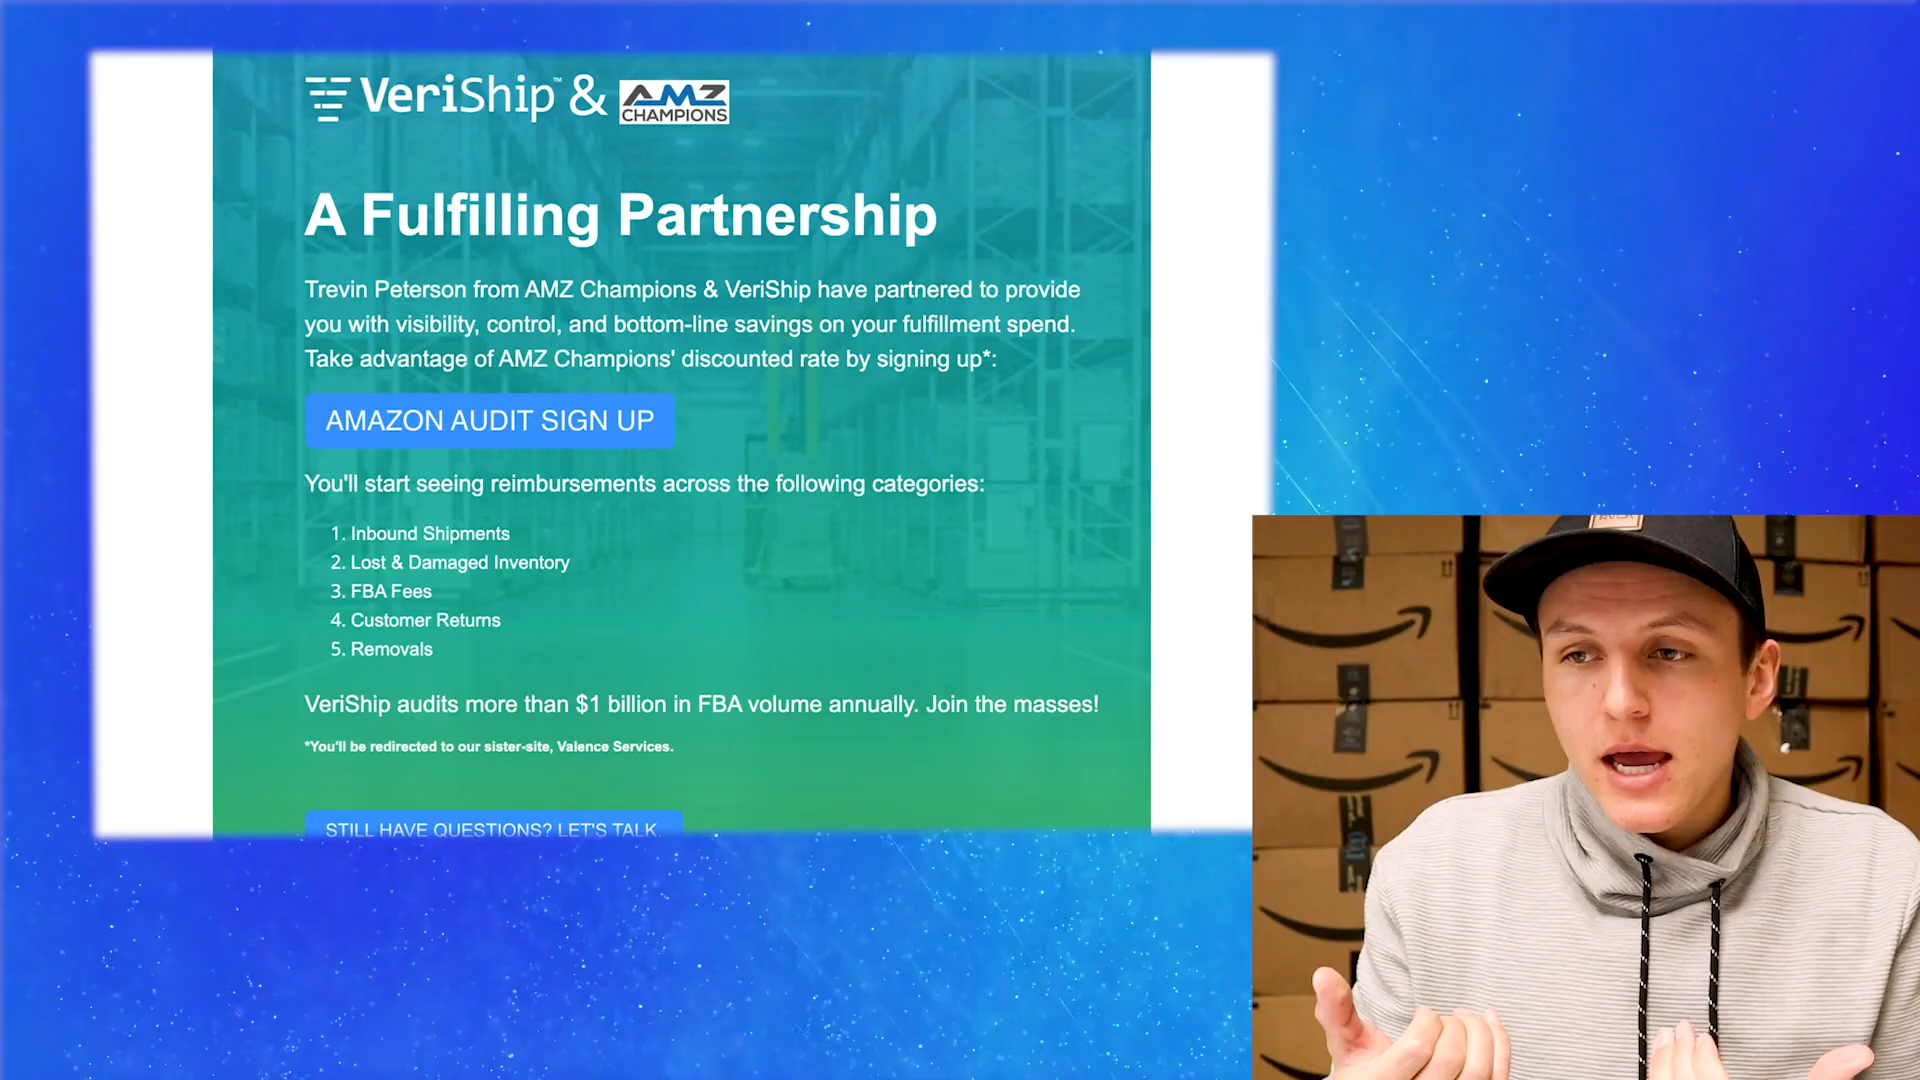 VeriShip™ & AMZ CHAMPIONS
A Fulfilling Partnership
Trevin Peterson from AMZ Champions & VeriShip have partnered to provide
you with visibility, control, and bottom-line savings on your fulfillment spend.
Take advantage of AMZ Champions' discounted rate by signing up*:
AMAZON AUDIT SIGN UP
You'll start seeing reimbursements across the following categories:
1. Inbound Shipments
2. Lost & Damaged Inventory
3. FBA Fees
4. Customer Returns
5. Removals
VeriShip audits more than $1 billion in FBA volume annually. Join the masses!
*You'll be redirected to our sister-site, Valence Services.
STILL HAVE QUESTIONS? LET'S TALK.